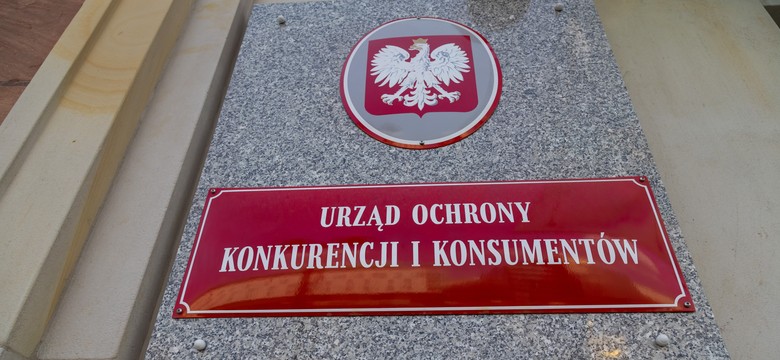 URZĄD OCHRONY
KONKURENCJI I KONSUMENTÓW